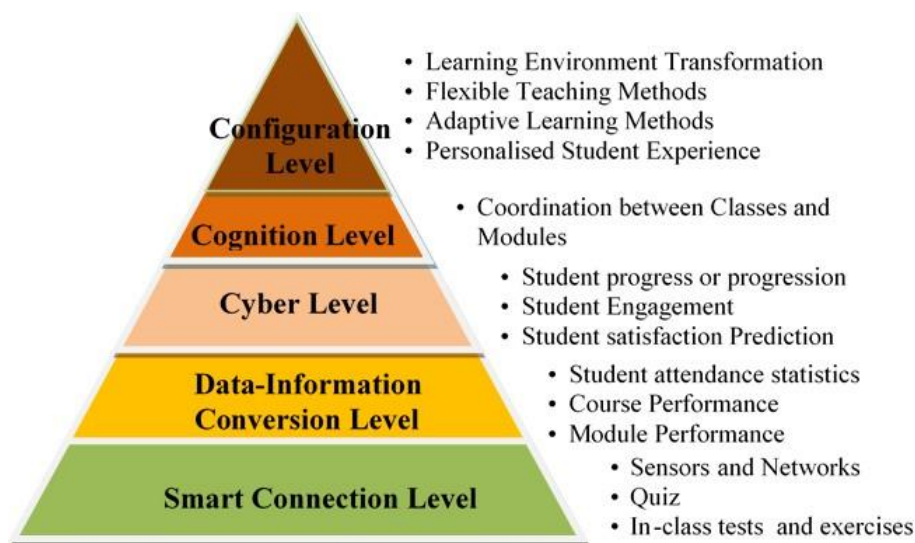 Configuration
Level
• Learning Environment Transformation
• Flexible Teaching Methods
• Adaptive Learning Methods
• Personalised Student Experience
Cognition Level
• Coordination between Classes and
Modules
Cyber Level
• Student progress or progression
• Student Engagement
• Student satisfaction Prediction
Data-Information
Conversion Level
• Student attendance statistics
• Course Performance
• Module Performance
Smart Connection Level
• Sensors and Networks
• Quiz
• In-class tests and exercises